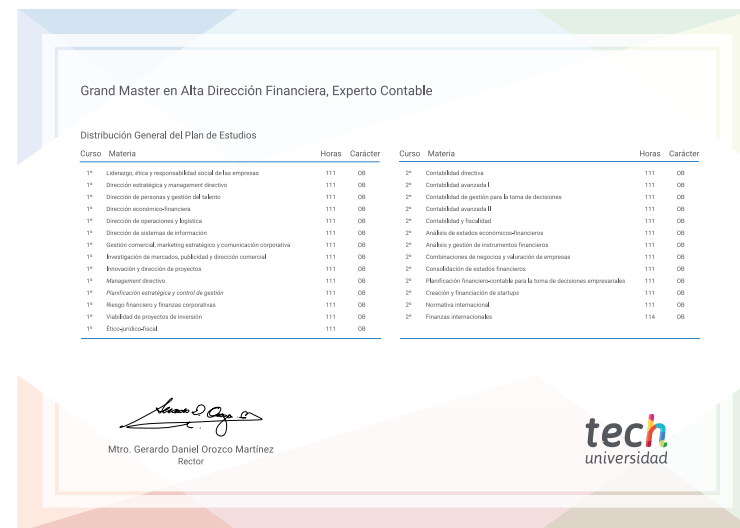 Grand Master en Alta Dirección Financiera, Experto Contable
Distribución General del Plan de Estudios
Curso Materia Horas Carácter
1º Liderazgo, ética y responsabilidad social de las empresas 111 OB
1º Dirección estratégica y management directivo 111 OB
1º Dirección de personas y gestión del talento 111 OB
1º Dirección económico-financiera 111 OB
1º Dirección de operaciones y logística 111 OB
1º Dirección de sistemas de información 111 OB
1º Gestión comercial, marketing estratégico y comunicación corporativa 111 OB
1º Investigación de mercados, publicidad y dirección comercial 111 OB
1º Innovación y dirección de proyectos 111 OB
1º Management directivo 111 OB
1º Planificación estratégica y control de gestión 111 OB
1º Riesgo financiero y finanzas corporativas 111 OB
1º Viabilidad de proyectos de inversión 111 OB
1º Ético-jurídico-fiscal 111 OB
Curso Materia Horas Carácter
2º Contabilidad directiva 111 OB
2º Contabilidad avanzada I 111 OB
2º Contabilidad de gestión para la toma de decisiones 111 OB
2º Contabilidad avanzada II 111 OB
2º Contabilidad y fiscalidad 111 OB
2º Análisis de estados económicos-financieros 111 OB
2º Análisis y gestión de instrumentos financieros 111 OB
2º Combinaciones de negocios y valoración de empresas 111 OB
2º Consolidación de estados financieros 111 OB
2º Planificación financiero-contable para la toma de decisiones empresariales 111 OB
2º Creación y financiación de startups 111 OB
2º Normativa internacional 111 OB
2º Finanzas internacionales 114 OB
Mtro. Gerardo Daniel Orozco Martínez
Rector
tech
universidad